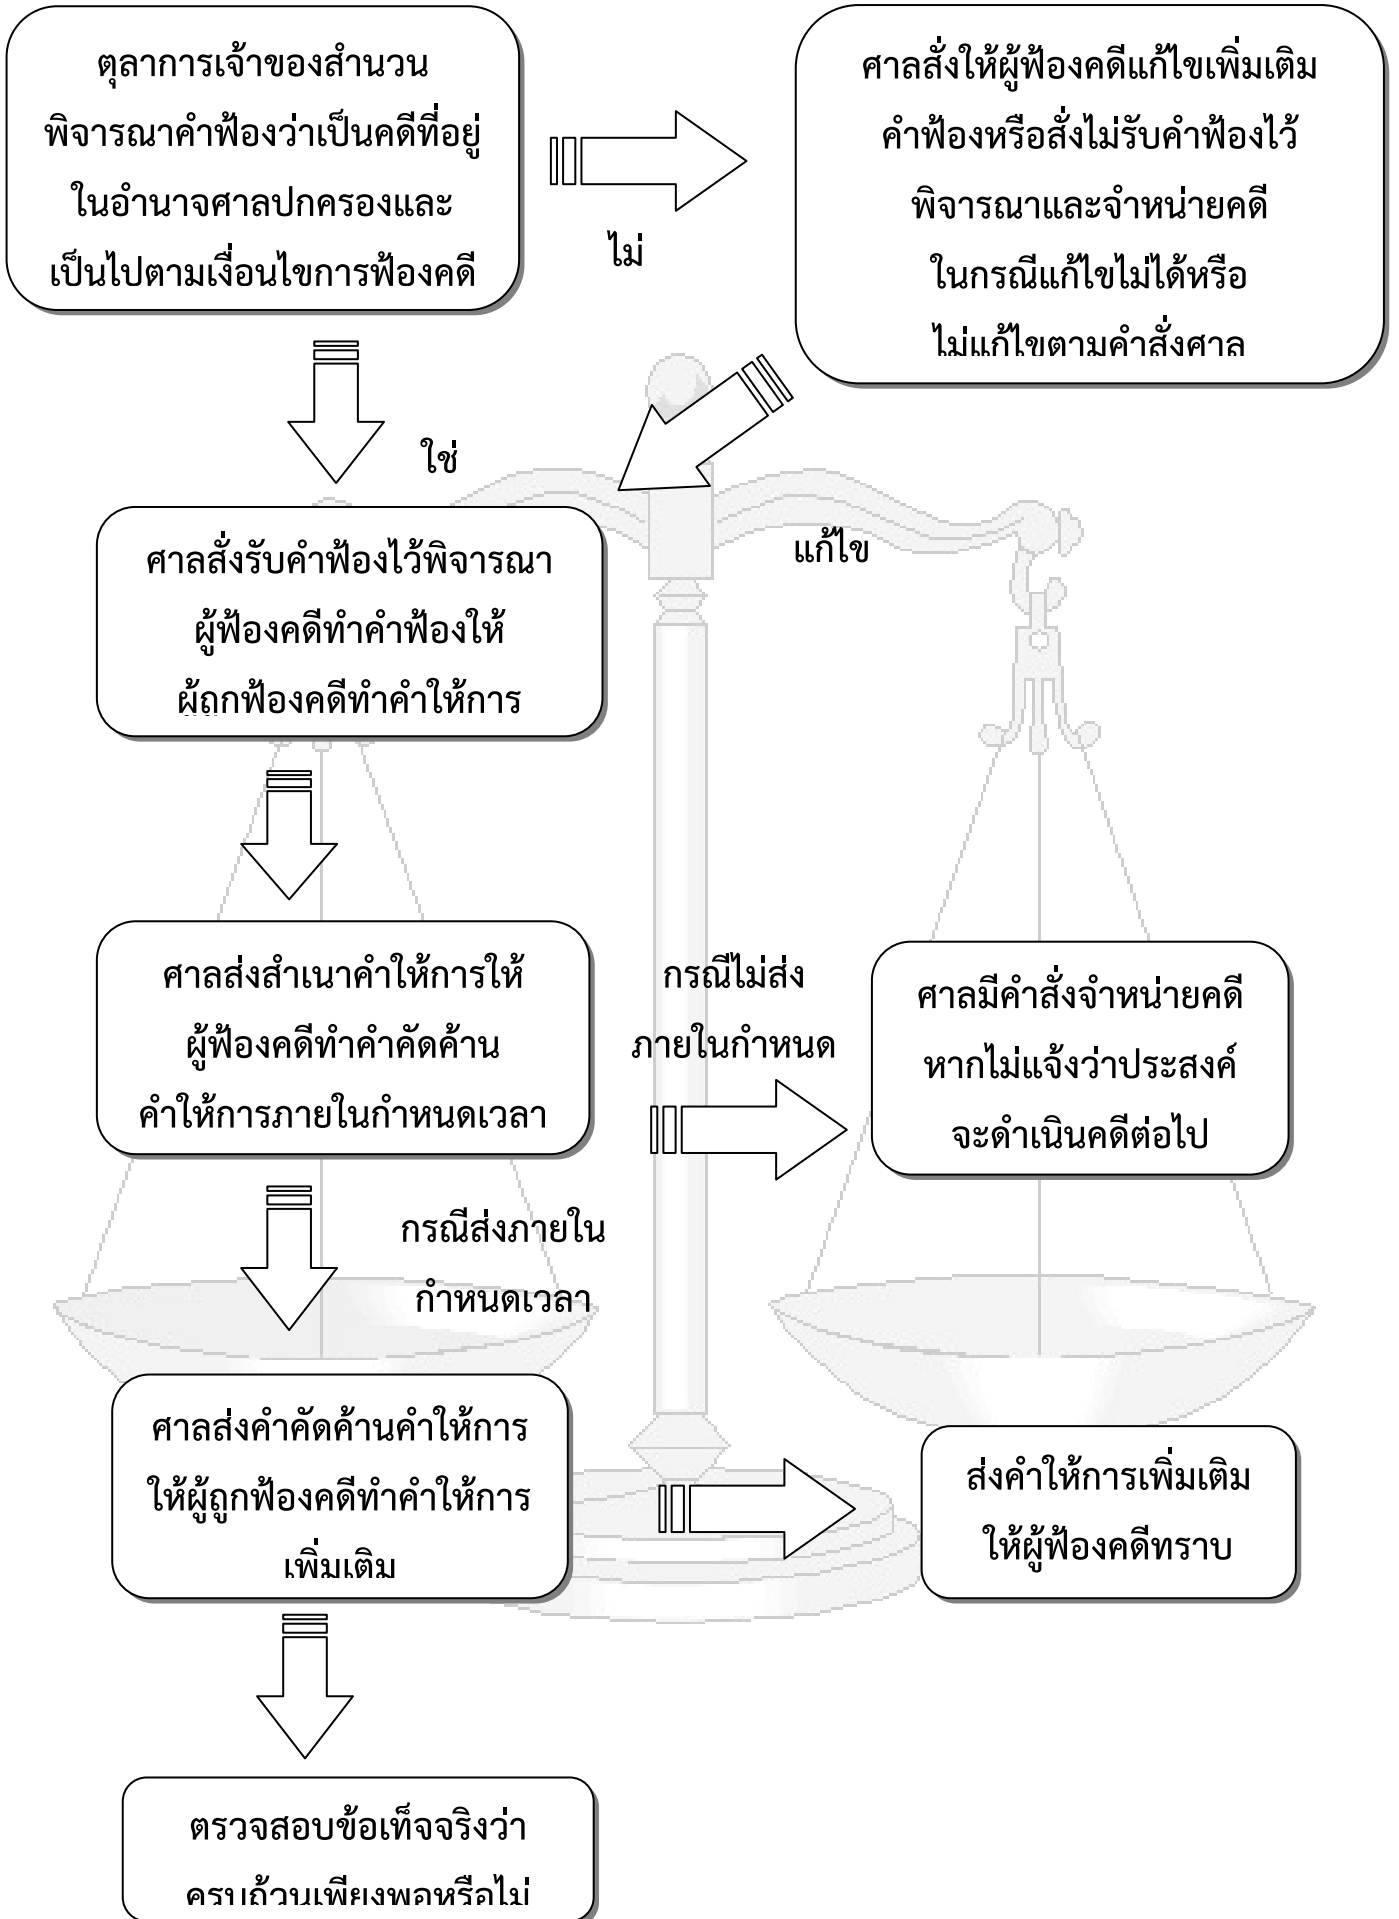 ตุลาการเจ้าของสำนวน
พิจารณาคำฟ้องว่าเป็นคดีที่อยู่
ในอำนาจศาลปกครองและ
เป็นไปตามเงื่อนไขการฟ้องคดี
ไม่
ศาลสั่งให้ผู้ฟ้องคดีแก้ไขเพิ่มเติม
คำฟ้องหรือสั่งไม่รับคำฟ้องไว้
พิจารณาและจำหน่ายคดี
ในกรณีแก้ไขไม่ได้หรือ
ไม่แก้ไขตามคำสั่งศาล
ใช่
แก้ไข
ศาลสั่งรับคำฟ้องไว้พิจารณา
ผู้ฟ้องคดีทำคำฟ้องให้
ผู้ถูกฟ้องคดีทำคำให้การ
ศาลส่งสำเนาคำให้การให้
ผู้ฟ้องคดีทำคำคัดค้าน
คำให้การภายในกำหนดเวลา
กรณีไม่ส่ง
ภายในกำหนด
ศาลมีคำสั่งจำหน่ายคดี
หากไม่แจ้งว่าประสงค์
จะดำเนินคดีต่อไป
กรณีส่งภายใน
กำหนดเวลา
ศาลส่งคำคัดค้านคำให้การ
ให้ผู้ถูกฟ้องคดีทำคำให้การ
เพิ่มเติม
ส่งคำให้การเพิ่มเติม
ให้ผู้ฟ้องคดีทราบ
ตรวจสอบข้อเท็จจริงว่า
ครบถ้วนเพียงพอหรือไม่